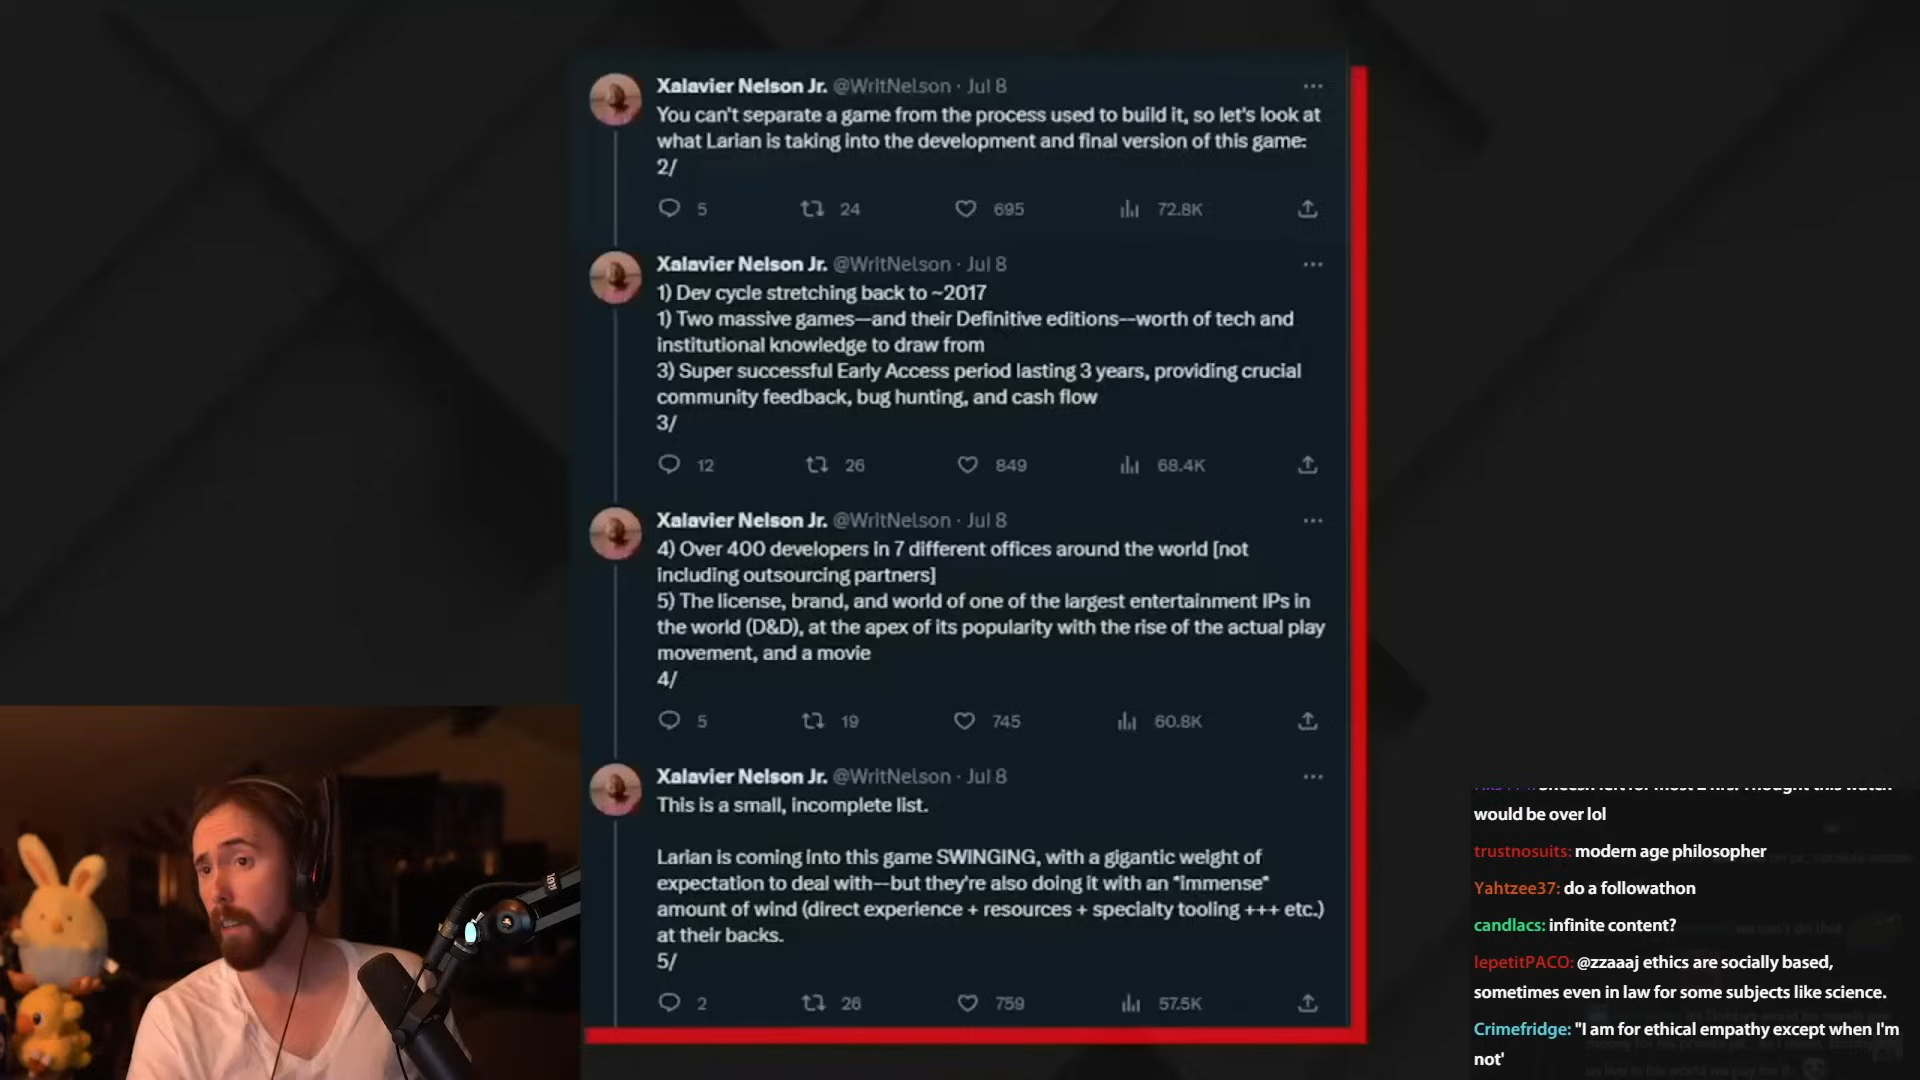 Xalavier Nelson Jr. @WritNelson · Jul 8
You can't separate a game from the process used to build it, so let's look at
what Larian is taking into the development and final version of this game:
2/
5 24 695 72.8K
Xalavier Nelson Jr. @WritNelson · Jul 8
1) Dev cycle stretching back to ~2017
1) Two massive games—and their Definitive editions--worth of tech and
institutional knowledge to draw from
3) Super successful Early Access period lasting 3 years, providing crucial
community feedback, bug hunting, and cash flow
3/
12 26 849 68.4K
Xalavier Nelson Jr. @WritNelson · Jul 8
4) Over 400 developers in 7 different offices around the world [not
including outsourcing partners]
5) The license, brand, and world of one of the largest entertainment IPs in
the world (D&D), at the apex of its popularity with the rise of the actual play
movement, and a movie
4/
5 19 745 60.8K
Xalavier Nelson Jr. @WritNelson · Jul 8
This is a small, incomplete list.
Larian is coming into this game SWINGING, with a gigantic weight of
expectation to deal with--but they're also doing it with an *immense*
amount of wind (direct experience + resources + specialty tooling +++ etc.)
at their backs.
5/
2 26 759 57.5K
would be over lol
trustnosuits: modern age philosopher
Yahtzee37: do a followathon
candlacs: infinite content?
lepetitPACO: @zzaaaj ethics are socially based,
sometimes even in law for some subjects like science.
Crimefridge: "I am for ethical empathy except when I'm
not'